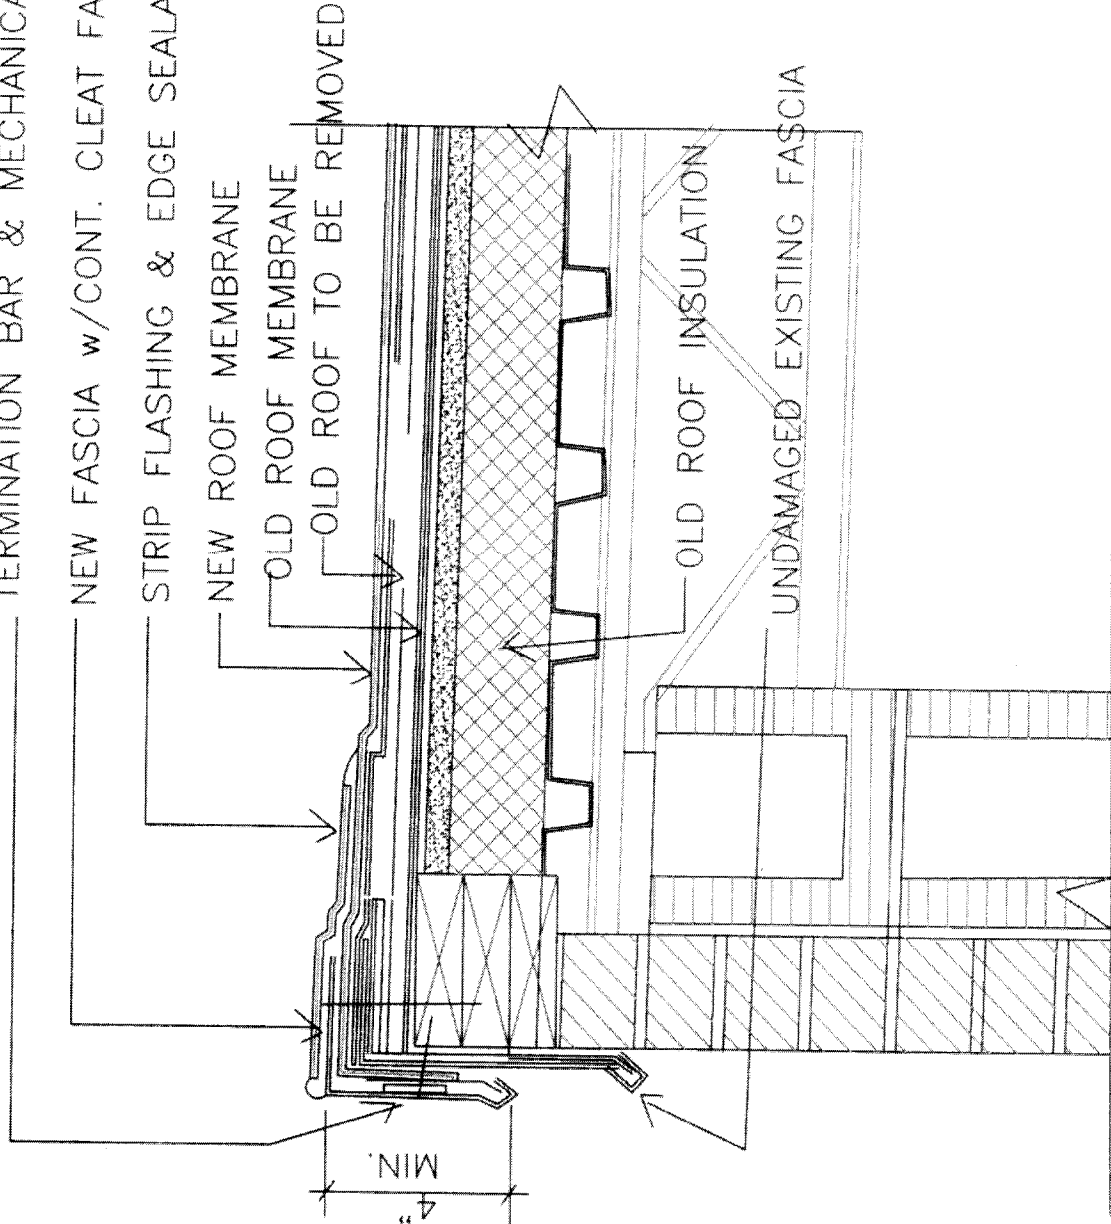 TERMINATION BAR & MECHANICA
NEW FASCIA w/CONT. CLEAT FA
STRIP FLASHING & EDGE SEALA
NEW ROOF MEMBRANE
OLD ROOF MEMBRANE
OLD ROOF TO BE REMOVED
OLD ROOF INSULATION
UNDAMAGED EXISTING FASCIA
4"
MIN.